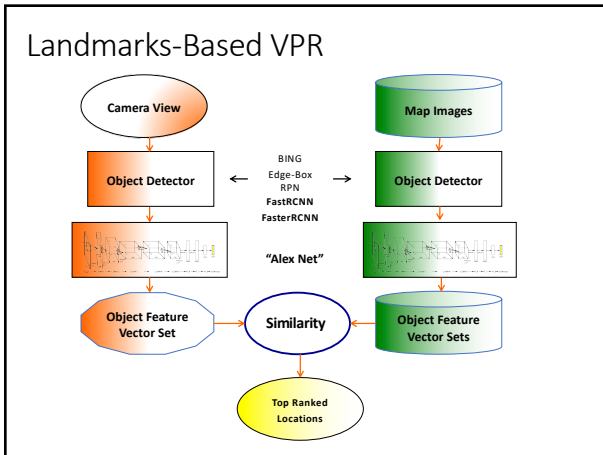 Landmarks-Based VPR
Camera View
Map Images
Object Detector
BING
Edge-Box
RPN
FastRCNN
FasterRCNN
Object Detector
“Alex Net”
Object Feature
Vector Set
Similarity
Object Feature
Vector Sets
Top Ranked
Locations